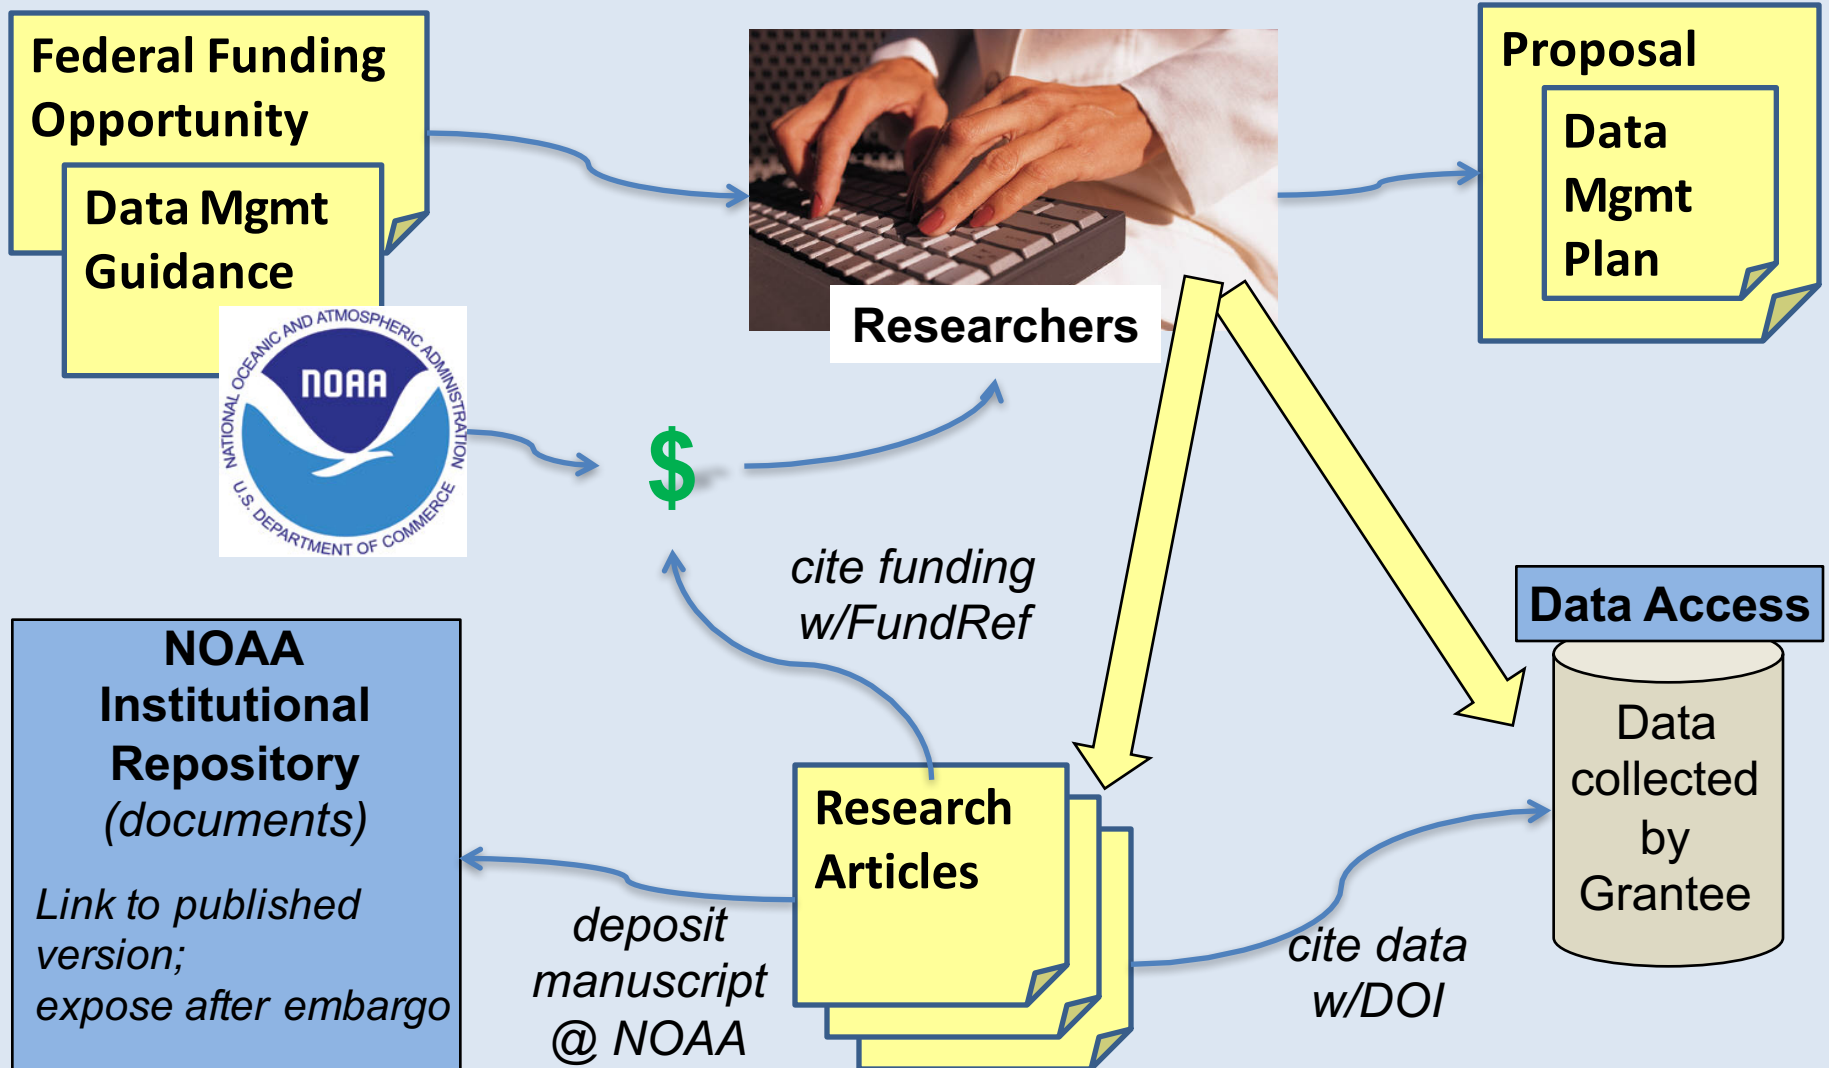 Federal Funding
Opportunity
Data Mgmt
Guidance
NATIONAL OCEANIC AND ATMOSPHERIC ADMINISTRATION
NOAA
U.S. DEPARTMENT OF COMMERCE
Researchers
Proposal
Data
Mgmt
Plan
$
cite funding
w/FundRef
Data Access
Data
collected
by
Grantee
NOAA
Institutional
Repository
(documents)
Link to published
version;
expose after embargo
deposit
manuscript
@ NOAA
Research
Articles
cite data
w/DOI